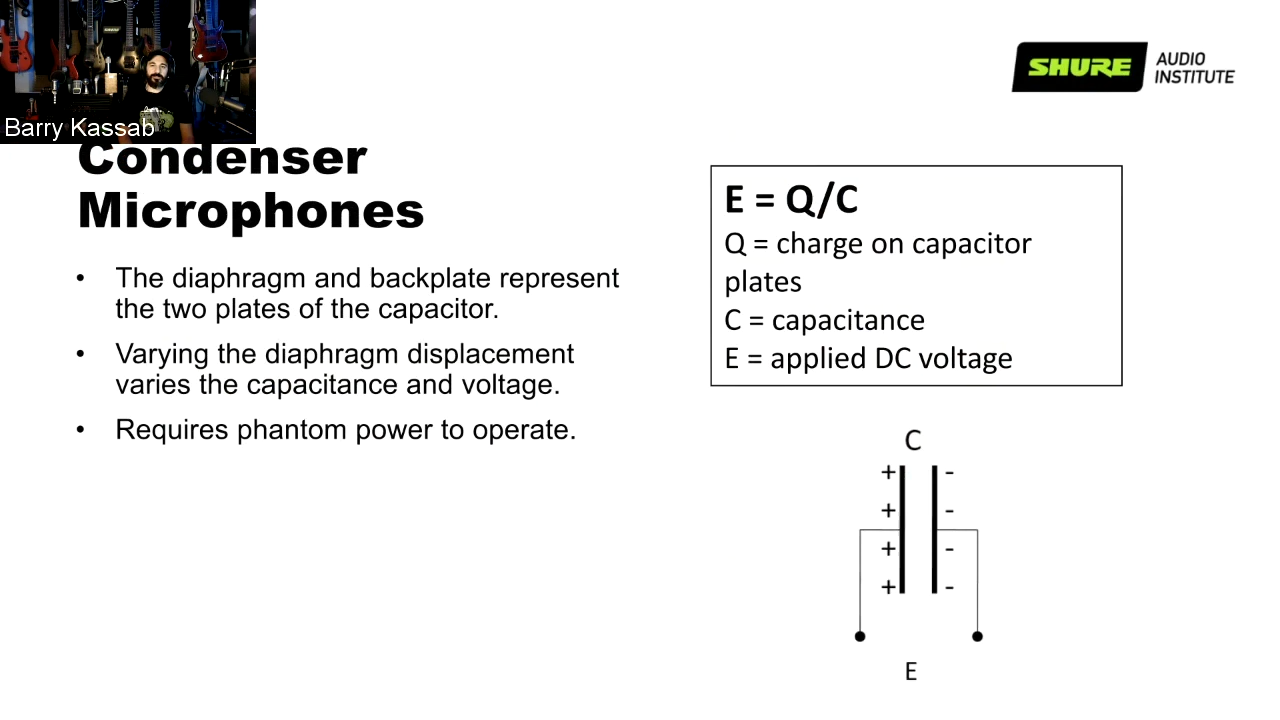 Barry Kassab
SHURE
AUDIO
INSTITUTE
Condenser
Microphones
• The diaphragm and backplate represent
the two plates of the capacitor.
• Varying the diaphragm displacement
varies the capacitance and voltage.
• Requires phantom power to operate.
E = Q/C
Q = charge on capacitor
plates
C = capacitance
E = applied DC voltage
C
+ -
+ -
+ -
+ -
E